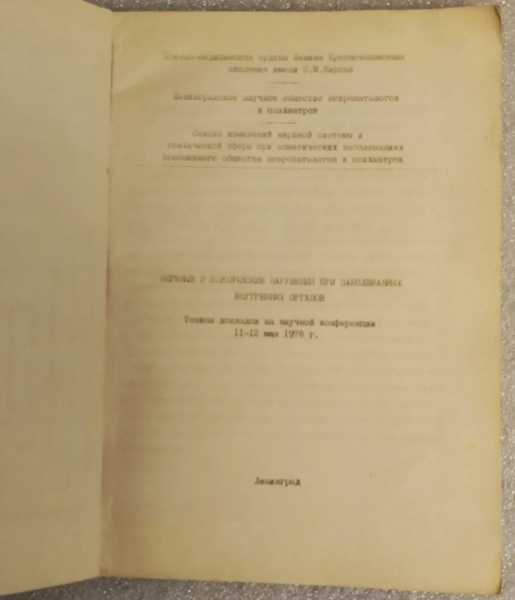 Военно-медицинская ордена Ленина Краснознаменная
академия имени С.М.Кирова
Ленинградское научное общество невропатологов
и психиатров
Секция изменений нервной системы и
психической сферы при соматических заболеваниях
Всесоюзного общества невропатологов и психиатров
НЕРВНЫЕ И ПСИХИЧЕСКИЕ НАРУШЕНИЯ ПРИ ЗАБОЛЕВАНИЯХ
ВНУТРЕННИХ ОРГАНОВ
Тезисы докладов на научной конференции
11-12 мая 1978 г.
Ленинград